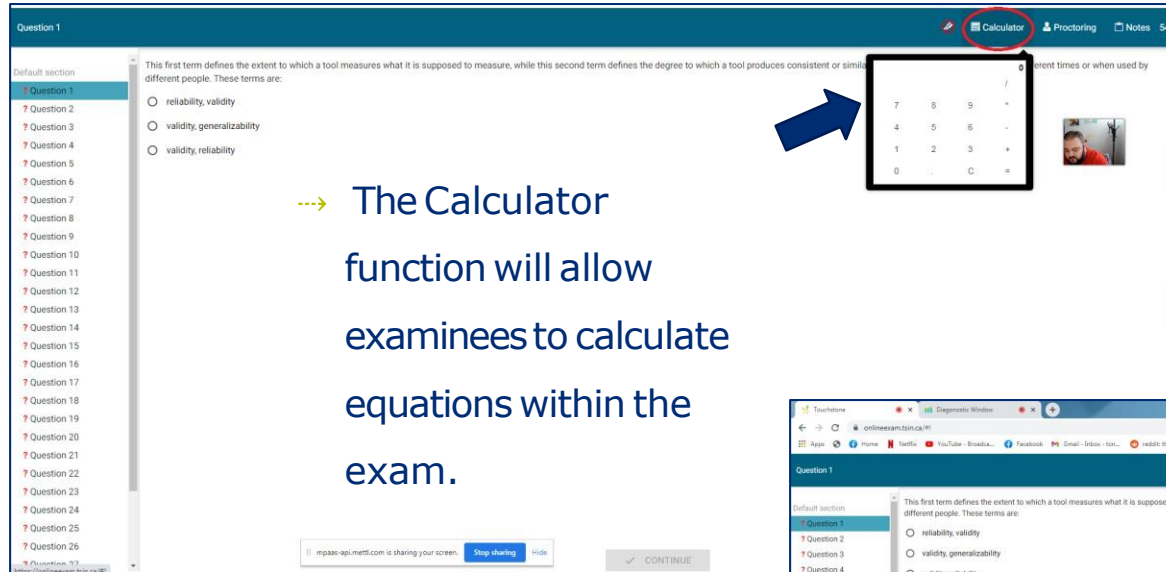 Question 1
Calculator
Proctoring
Notes
Default section
? Question 1
? Question 2
? Question 3
? Question 4
? Question 5
? Question 6
? Question 7
? Question 8
? Question 9
? Question 10
? Question 11
? Question 12
? Question 13
? Question 14
? Question 15
? Question 16
? Question 17
? Question 18
? Question 19
? Question 20
? Question 21
? Question 22
? Question 23
? Question 24
? Question 25
? Question 26
? Question 27
https://onlineexam.tsin.ca/#!
This first term defines the extent to which a tool measures what it is supposed to measure, while this second term defines the degree to which a tool produces consistent or erent times or when used by
different people. These terms are:
reliability, validity
validity, generalizability
validity, reliability
0
/
7 8 9 *
4 5 6 -
1 2 3 +
0 . C =
The Calculator
function will allow
examinees to calculate
equations within the
exam.
mpaas-api.mettl.com is sharing your screen. Stop sharing Hide
CONTINUE
Touchstone Diagonostic Window
onlineexam.tsin.ca/#!
Apps Home Netflix YouTube - Broadca... Facebook Gmail - Inbox - ton... reddit:
Question 1
Default section
? Question 1
? Question 2
? Question 3
? Question 4
This first term defines the extent to which a tool measures what it is suppose
different people. These terms are:
reliability, validity
validity, generalizability